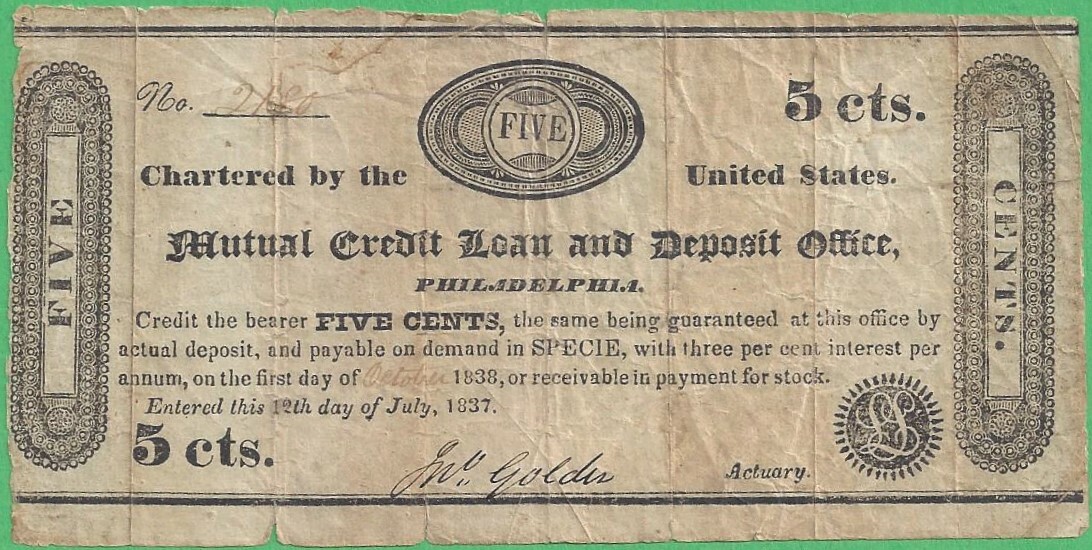 No.
FIVE
5 cts.
Chartered by the United States.
Mutual Credit Loan and Deposit Office,
PHILADELPHIA.
Credit the bearer FIVE CENTS, the same being guaranteed at this office by
actual deposit, and payable on demand in SPECIE, with three per cent interest per
annum, on the first day of October 1838, or receivable in payment for stock.
Entered this 12th day of July, 1837.
5 cts.
Jno. Golder Actuary.
FIVE
CENTS.